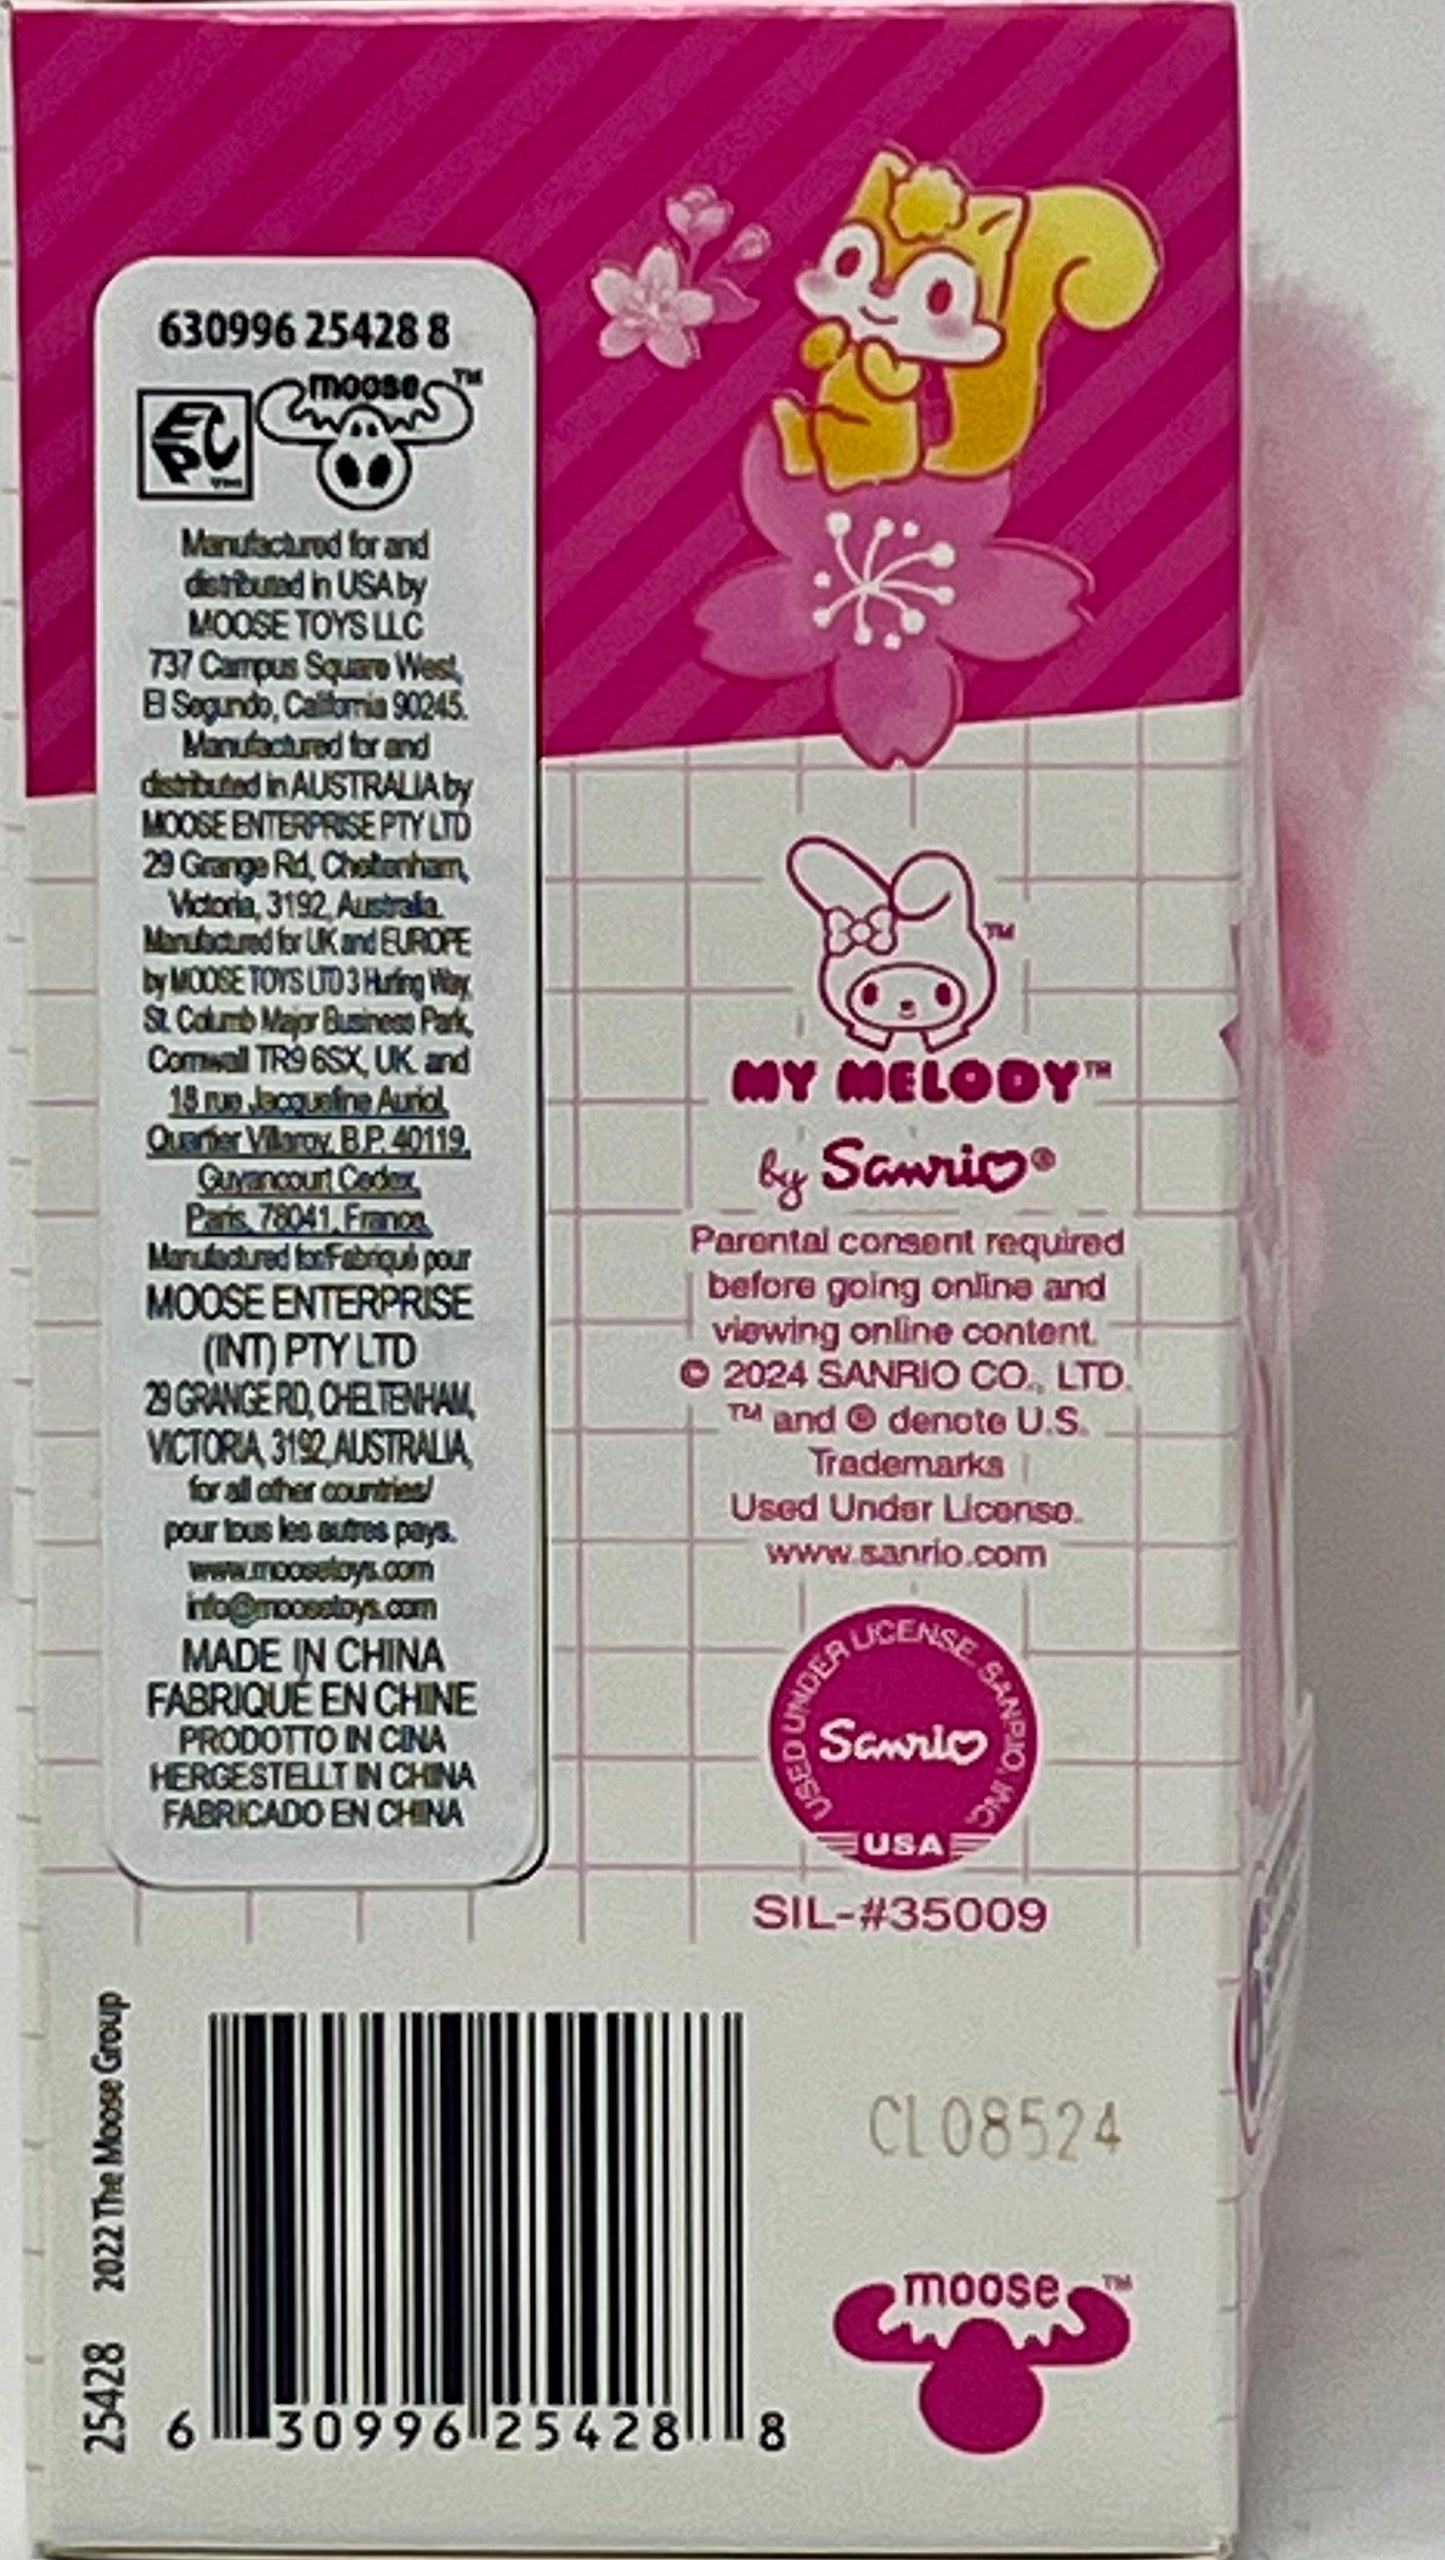 630996 25428 8
EPC
moose™
Manufactured for and
distributed in USA by
MOOSE TOYS LLC
737 Campus Square West,
El Segundo, California 90245.
Manufactured for and
distributed in AUSTRALIA by
MOOSE ENTERPRISE PTY LTD
29 Grange Rd, Cheltenham,
Victoria, 3192, Australia.
Manufactured for UK and EUROPE
by MOOSE TOYS LTD 3 Hurling Way,
St. Columb Major Business Park,
Cornwall TR9 6SX, UK. and
18 rue Jacqueline Auriol,
Quartier Villaroy, B.P. 40119,
Guyancourt Cedex,
Paris, 78041, France.
Manufactured for/Fabriqué pour
MOOSE ENTERPRISE
(INT) PTY LTD
29 GRANGE RD, CHELTENHAM,
VICTORIA, 3192, AUSTRALIA,
for all other countries/
pour tous les autres pays.
www.moosetoys.com
info@moosetoys.com
MADE IN CHINA
FABRIQUÉ EN CHINE
PRODOTTO IN CINA
HERGESTELLT IN CHINA
FABRICADO EN CHINA
™
MY MELODY™
by Sanrio®
Parental consent required
before going online and
viewing online content.
© 2024 SANRIO CO., LTD.
™ and ® denote U.S.
Trademarks
Used Under License.
www.sanrio.com
USED UNDER LICENSE. SANRIO, INC.
Sanrio
USA
SIL-#35009
25428 2022 The Moose Group
6 30996 25428 8
CL08524
moose™